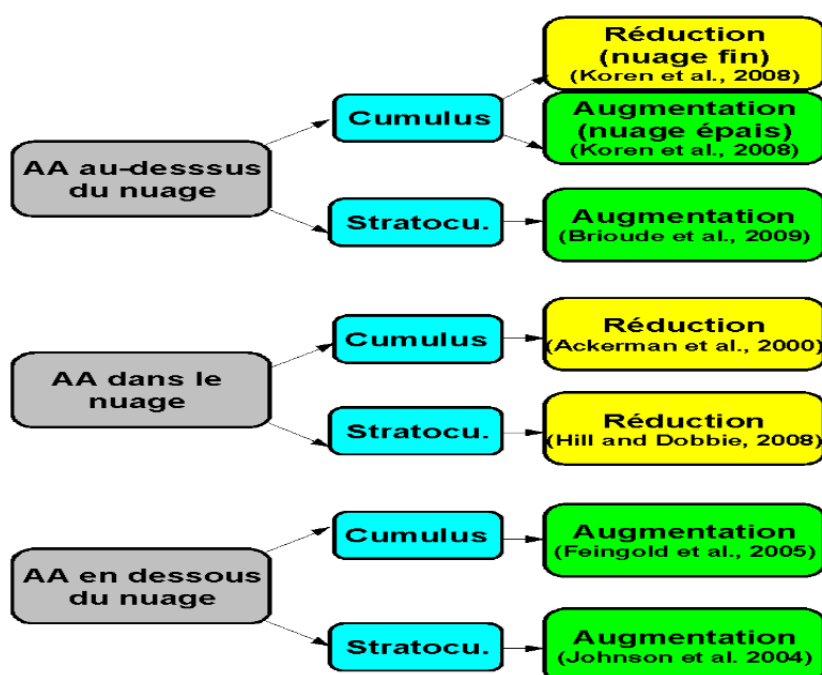 Réduction
(nuage fin)
(Koren et al., 2008)
Cumulus
Augmentation
(nuage épais)
(Koren et al., 2008)
AA au-desssus
du nuage
Stratocu.
Augmentation
(Brioude et al., 2009)
Cumulus
Réduction
(Ackerman et al., 2000)
AA dans le
nuage
Stratocu.
Réduction
(Hill and Dobbie, 2008)
Cumulus
Augmentation
(Feingold et al., 2005)
AA en dessous
du nuage
Stratocu.
Augmentation
(Johnson et al. 2004)